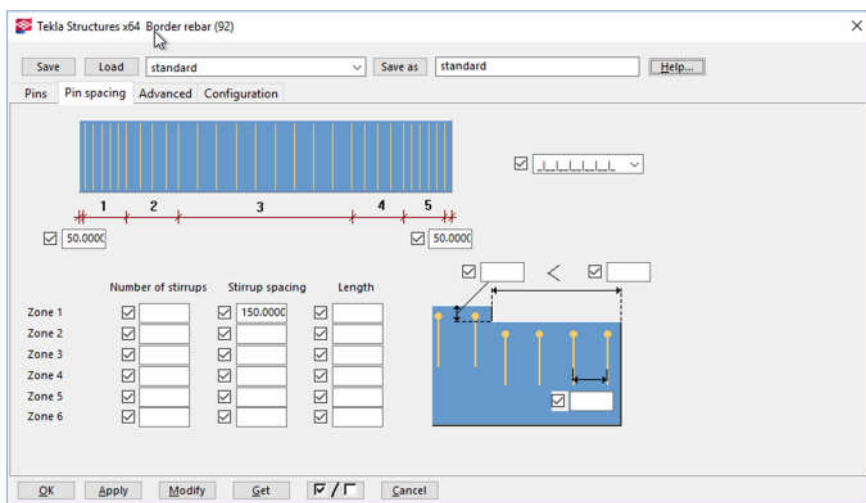 Tekla Structures x64 Border rebar (92)
Save Load standard Save as standard Help...
Pins Pin spacing Advanced Configuration
1 2 3 4 5
50.000 50.000
Number of stirrups Stirrup spacing Length
Zone 1 150.0000
Zone 2
Zone 3
Zone 4
Zone 5
Zone 6
<
OK Apply Modify Get / Cancel